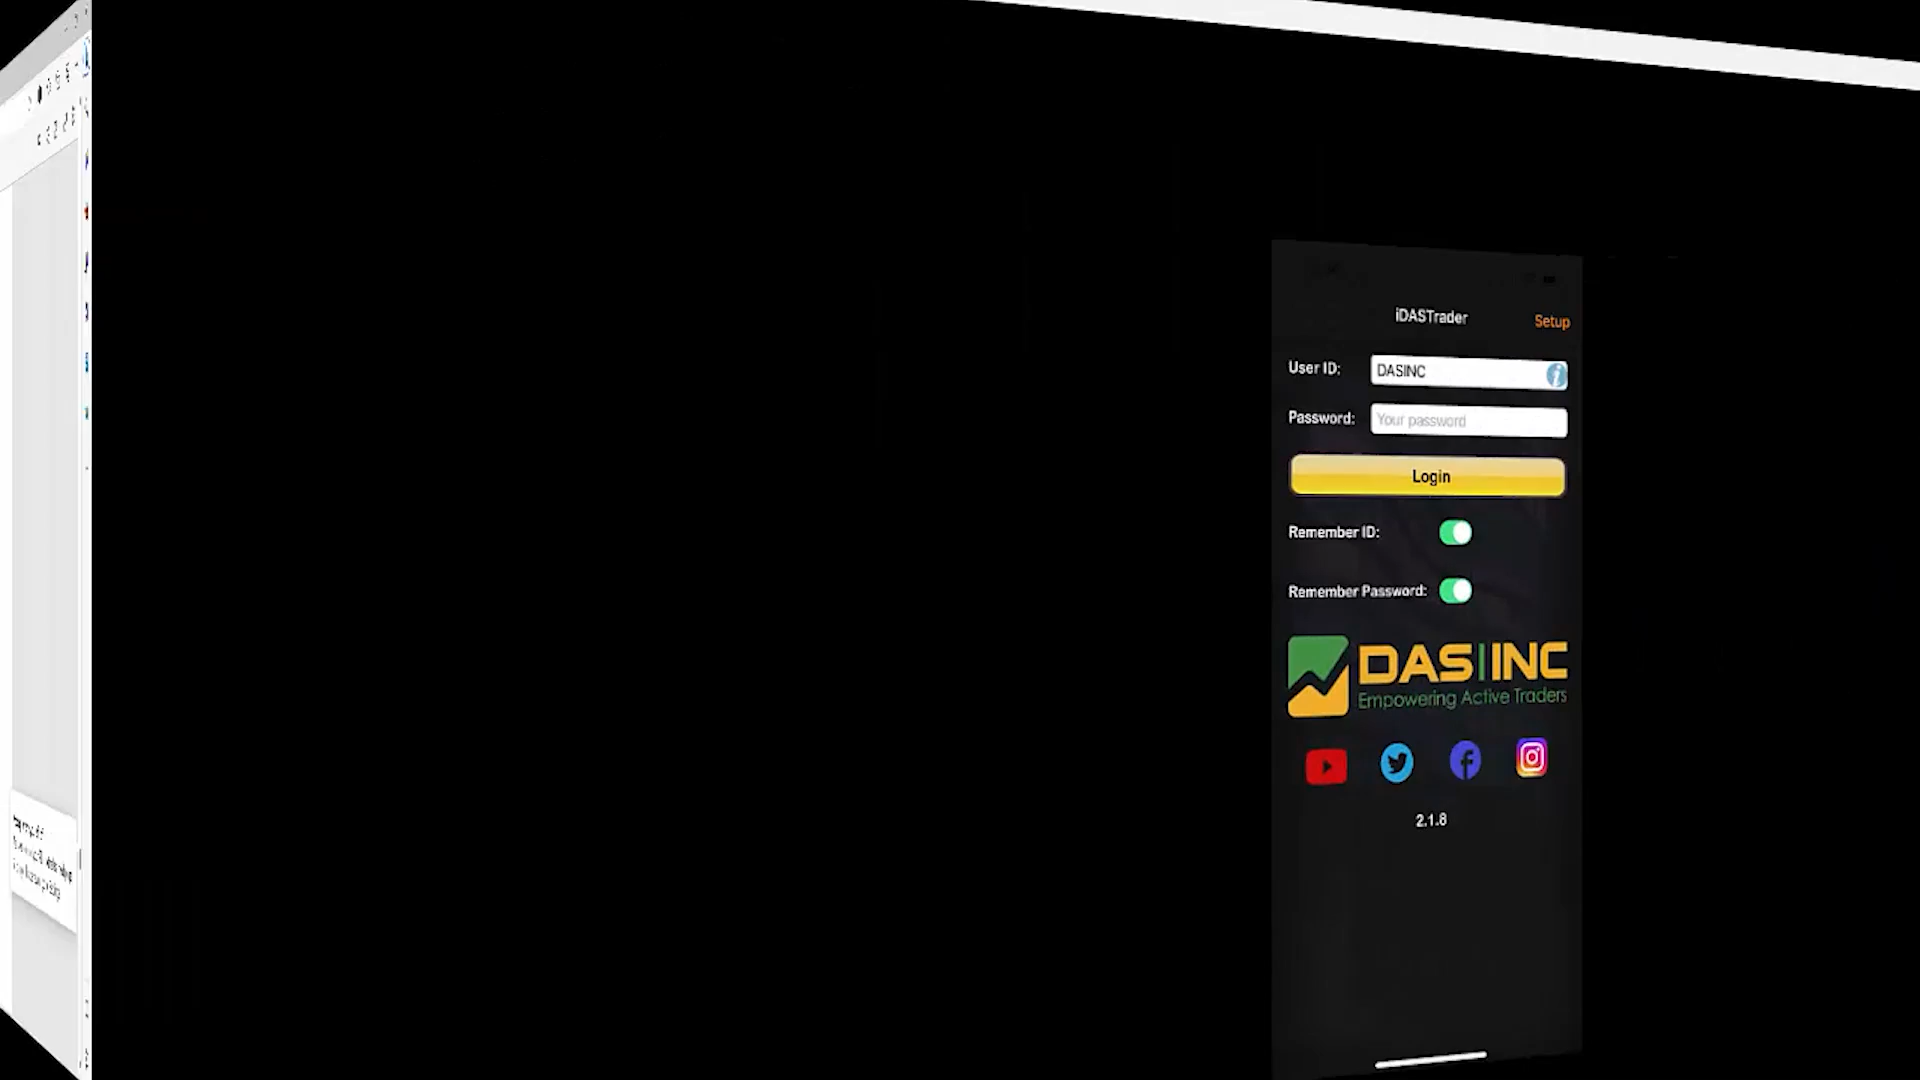 iDASTrader
Setup
User ID:
DASINC
Password:
Your password
Login
Remember ID:
Remember Password:
DAS|INC
Empowering Active Traders
2.1.8